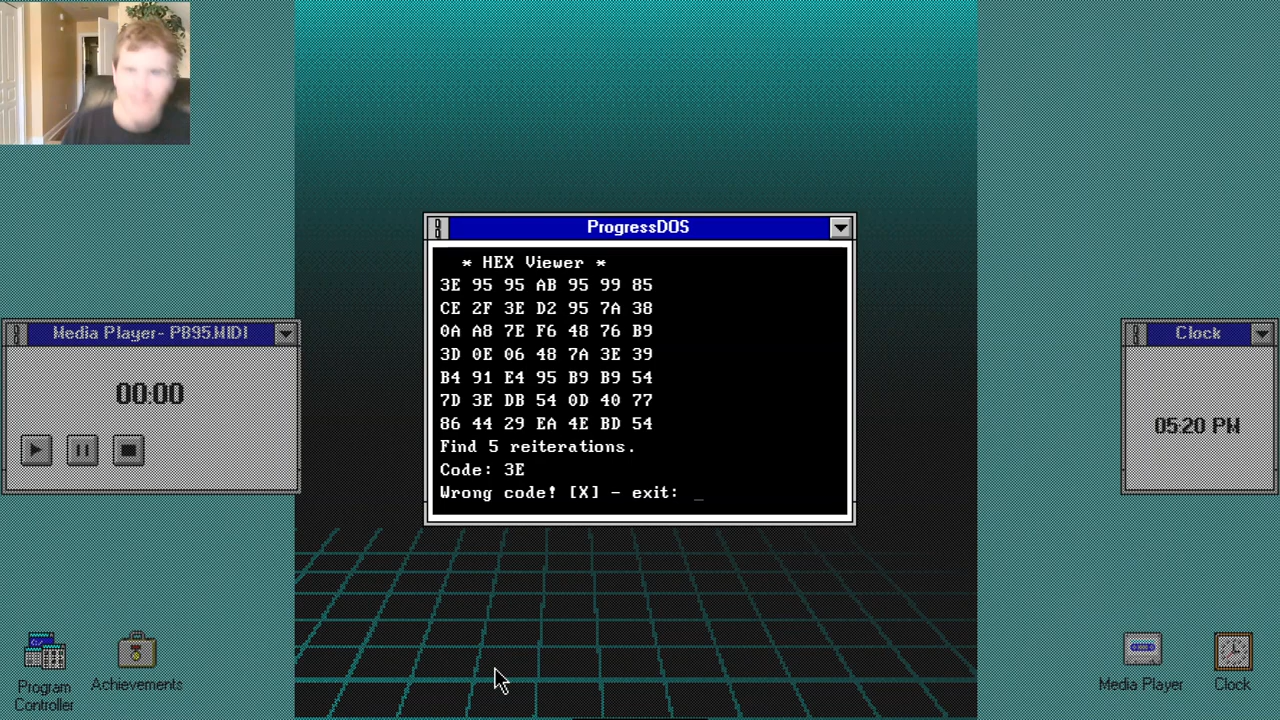 ProgressDOS
* HEX Viewer *
3E 95 95 AB 95 99 85
CE 2F 3E D2 95 7A 38
0A A8 7E F6 48 76 B9
3D 0E 06 48 7A 3E 39
B4 91 E4 95 B9 B9 54
7D 3E DB 54 0D 40 77
86 44 29 EA 4E BD 54
Find 5 reiterations.
Code: 3E
Wrong code! [X] - exit: _
Media Player- PB95.MIDI
00:00
Clock
05:20 PM
Program
Controller
Achievements
Media Player
Clock